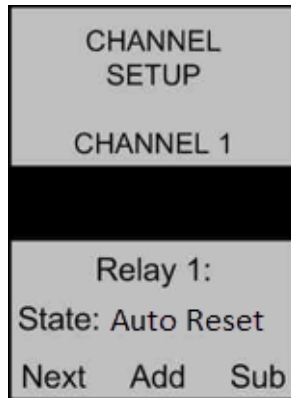 CHANNEL
SETUP
CHANNEL 1
Relay 1:
State: Auto Reset
Next Add Sub